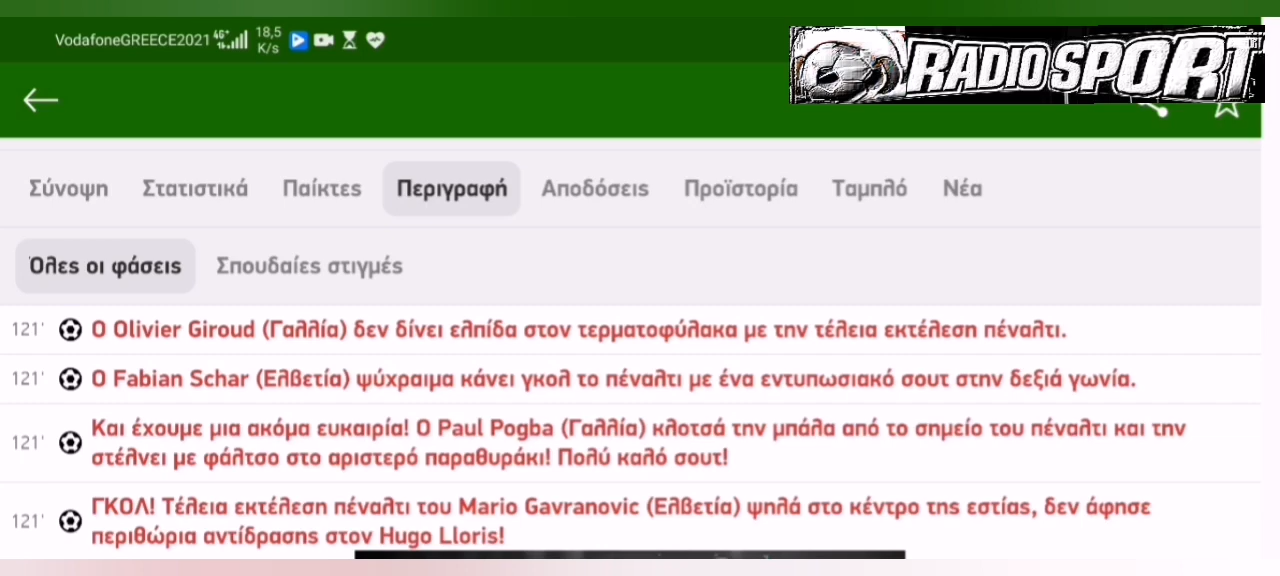 VodafoneGREECE2021 4G+ 18,5 K/s
RADIO SPORT
Σύνοψη Στατιστικά Παίκτες Περιγραφή Αποδόσεις Προϊστορία Ταμπλό Νέα
Όλες οι φάσεις Σπουδαίες στιγμές
121' Ο Olivier Giroud (Γαλλία) δεν δίνει ελπίδα στον τερματοφύλακα με την τέλεια εκτέλεση πέναλτι.
121' Ο Fabian Schar (Ελβετία) ψύχραιμα κάνει γκολ το πέναλτι με ένα εντυπωσιακό σουτ στην δεξιά γωνία.
121' Και έχουμε μια ακόμα ευκαιρία! Ο Paul Pogba (Γαλλία) κλοτσά την μπάλα από το σημείο του πέναλτι και την
στέλνει με φάλτσο στο αριστερό παραθυράκι! Πολύ καλό σουτ!
121' ΓΚΟΛ! Τέλεια εκτέλεση πέναλτι του Mario Gavranovic (Ελβετία) ψηλά στο κέντρο της εστίας, δεν άφησε
περιθώρια αντίδρασης στον Hugo Lloris!